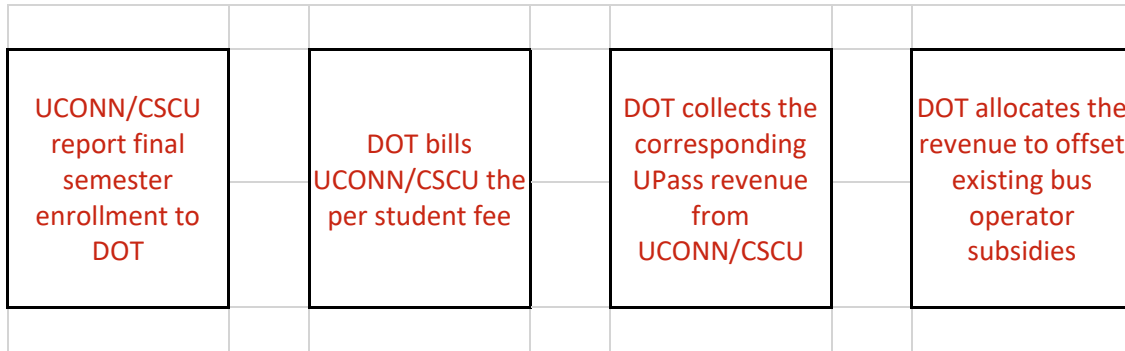 UCONN/CSCU
report final
semester
enrollment to
DOT
DOT bills
UCONN/CSCU the
per student fee
DOT collects the
corresponding
UPass revenue
from
UCONN/CSCU
DOT allocates the
revenue to offset
existing bus
operator
subsidies